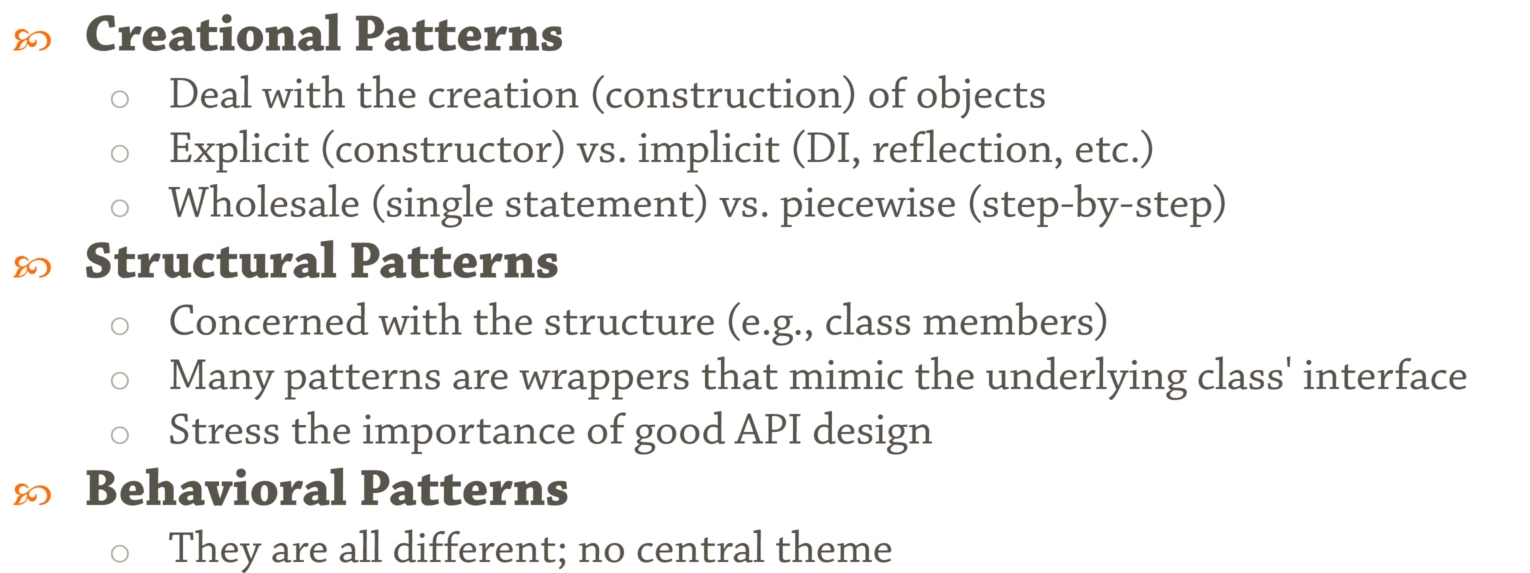 Creational Patterns
Deal with the creation (construction) of objects
Explicit (constructor) vs. implicit (DI, reflection, etc.)
Wholesale (single statement) vs. piecewise (step-by-step)
Structural Patterns
Concerned with the structure (e.g., class members)
Many patterns are wrappers that mimic the underlying class' interface
Stress the importance of good API design
Behavioral Patterns
They are all different; no central theme